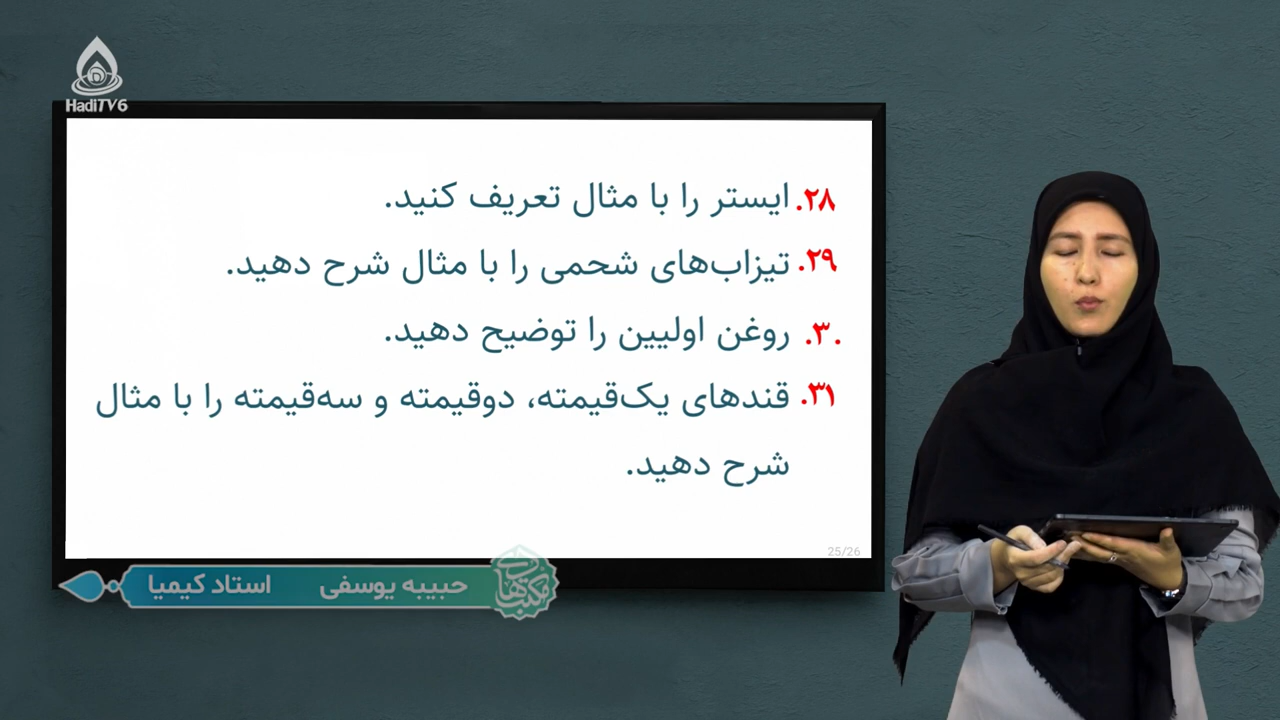 HadiTV6
۲۸. ایستر را با مثال تعریف کنید.
۲۹. تیزاب‌های شحمی را با مثال شرح دهید.
۳۰. روغن اولیین را توضیح دهید.
۳۱. قندهای یک‌قیمته، دوقیمته و سه‌قیمته را با مثال
شرح دهید.
25/26
حبیبه یوسفی استاد کیمیا